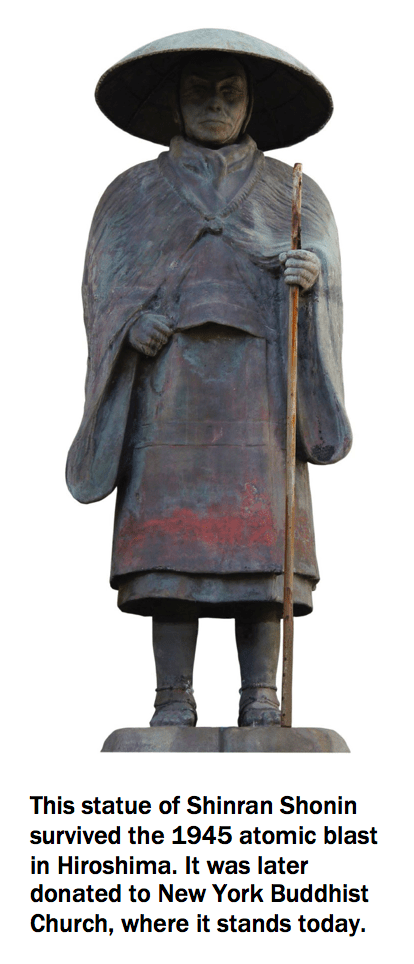 This statue of Shinran Shonin
survived the 1945 atomic blast
in Hiroshima. It was later
donated to New York Buddhist
Church, where it stands today.